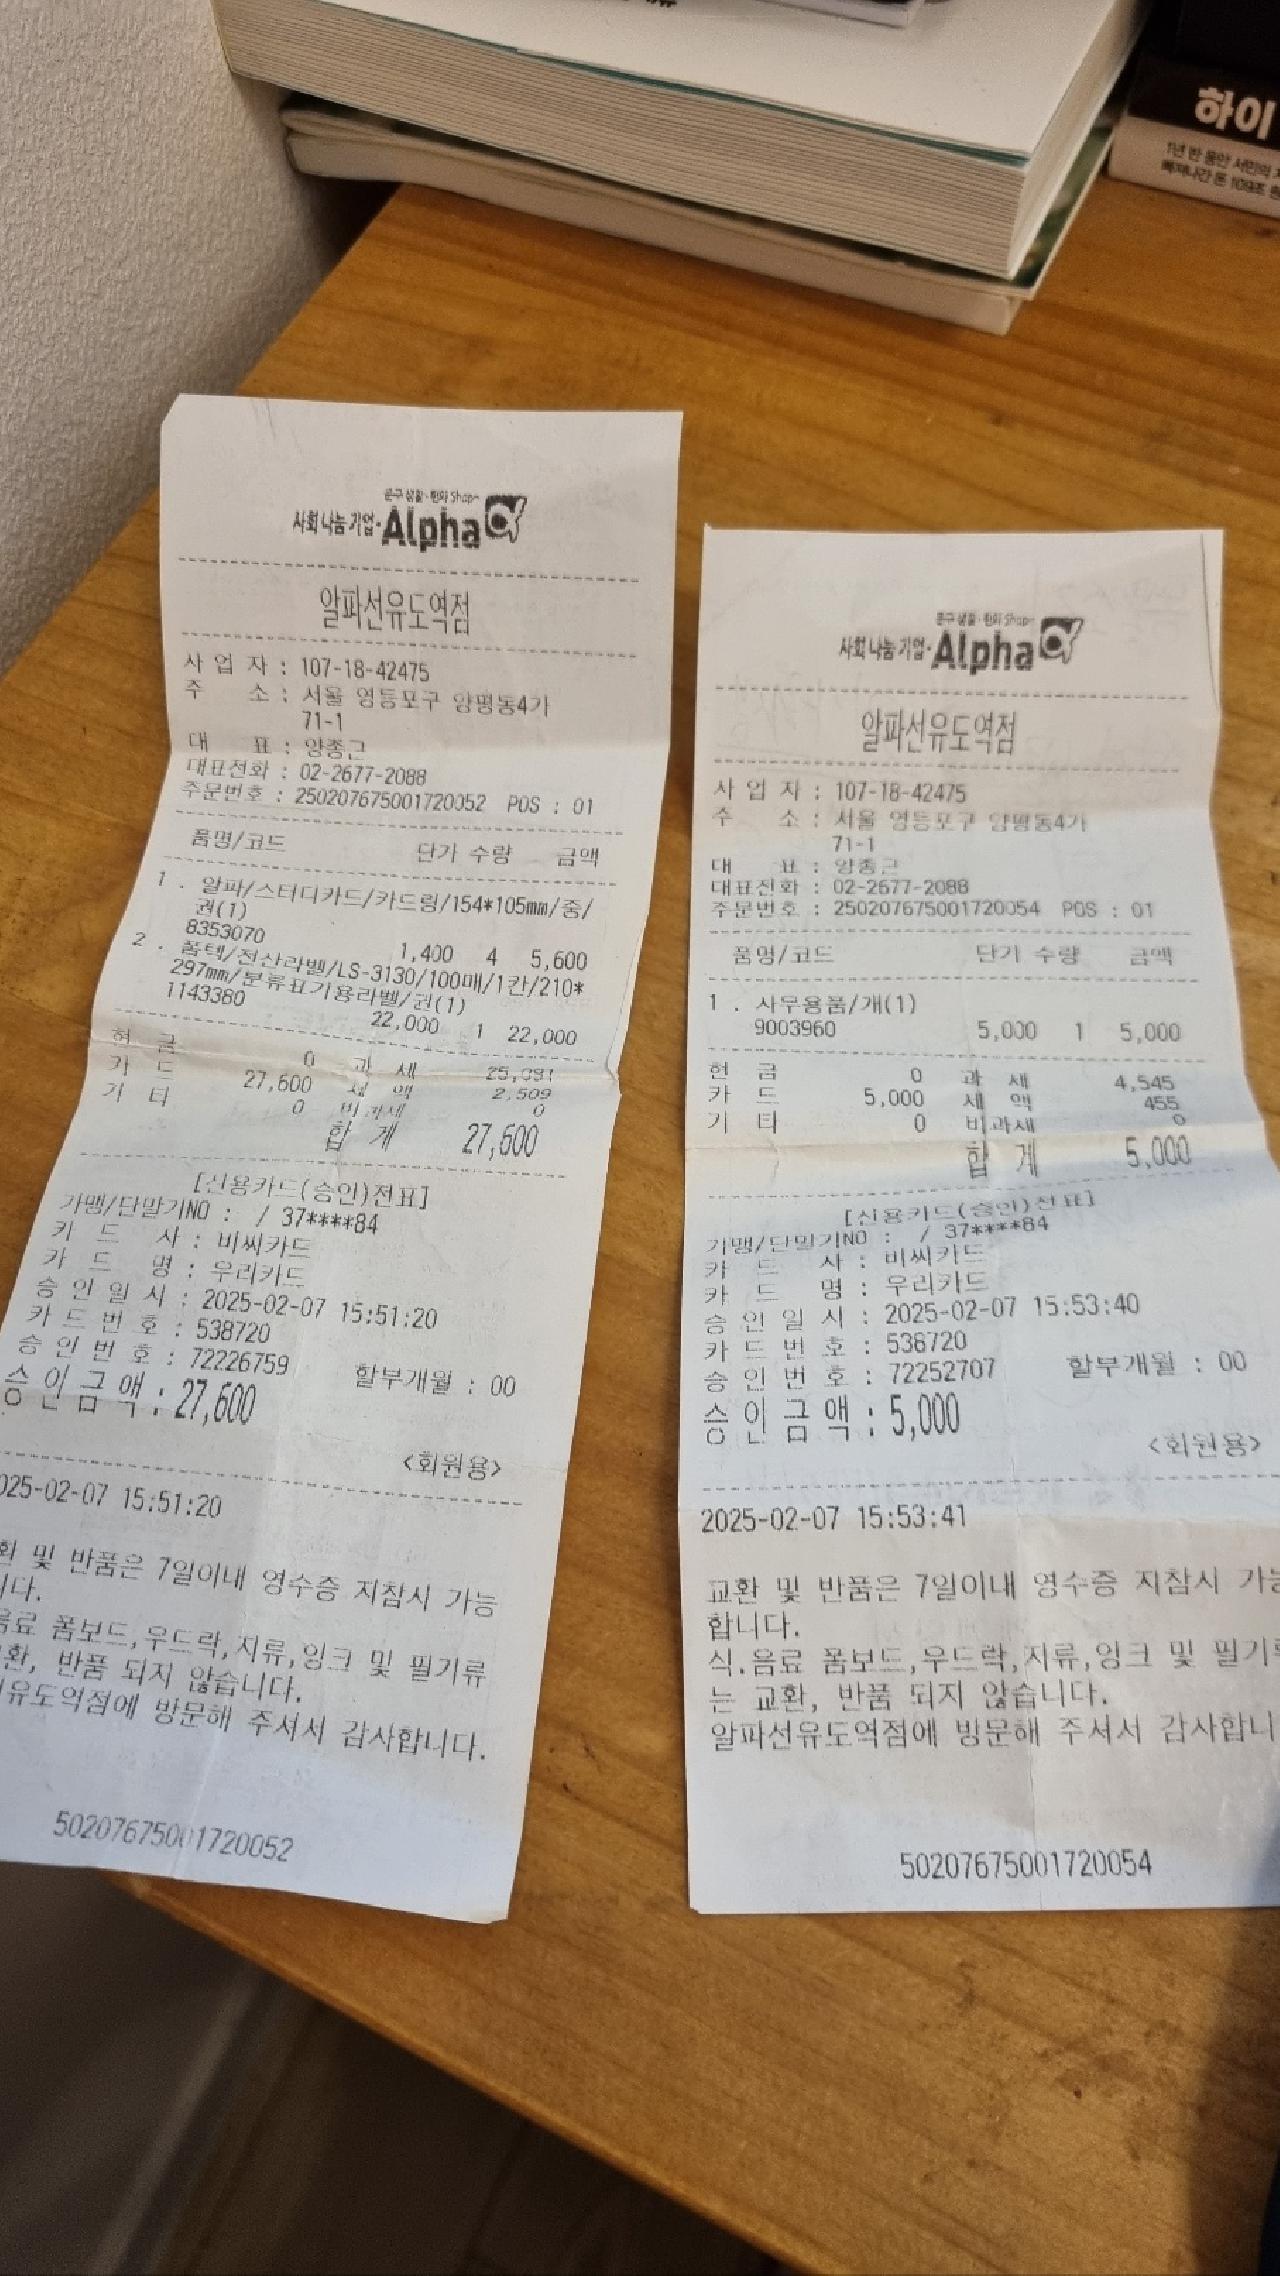 하이
1년 반 동안 서민의
빠져나간 돈 109조
문구 생활·편의 Shop
사회 나눔 기업·Alpha
알파선유도역점
사 업 자 : 107-18-42475
주 소 : 서울 영등포구 양평동4가
71-1
대 표 : 양종근
대표전화 : 02-2677-2088
주문번호 : 250207675001720052 POS : 01
품명/코드 단가 수량 금액
1 . 알파/스터디카드/카드링/154*105mm/중/
권(1)
8353070 1,400 4 5,600
2 . 폼텍/전산라벨/LS-3130/100매/1칸/210*
297mm/분류표기용라벨/권(1)
1143380 22,000 1 22,000
현 금 0 과 세 25,091
카 드 27,600 세 액 2,509
기 타 0 비과세 0
합 계 27,600
[신용카드(승인)전표]
가맹/단말기NO : / 37****84
카 드 사 : 비씨카드
카 드 명 : 우리카드
승 인 일 시 : 2025-02-07 15:51:20
카 드 번 호 : 538720
승 인 번 호 : 72226759 할부개월 : 00
승 인 금 액 : 27,600
<회원용>
025-02-07 15:51:20
환 및 반품은 7일이내 영수증 지참시 가능
니다.
음료 폼보드,우드락,지류,잉크 및 필기류
교환, 반품 되지 않습니다.
유도역점에 방문해 주셔서 감사합니다.
50207675001720052
문구 생활·편의 Shop
사회 나눔 기업·Alpha
알파선유도역점
사 업 자 : 107-18-42475
주 소 : 서울 영등포구 양평동4가
71-1
대 표 : 양종근
대표전화 : 02-2677-2088
주문번호 : 250207675001720054 POS : 01
품명/코드 단가 수량 금액
1 . 사무용품/개(1)
9003960 5,000 1 5,000
현 금 0 과 세 4,545
카 드 5,000 세 액 455
기 타 0 비과세 0
합 계 5,000
[신용카드(승인)전표]
가맹/단말기NO : / 37****84
카 드 사 : 비씨카드
카 드 명 : 우리카드
승 인 일 시 : 2025-02-07 15:53:40
카 드 번 호 : 538720
승 인 번 호 : 72252707 할부개월 : 00
승 인 금 액 : 5,000
<회원용>
2025-02-07 15:53:41
교환 및 반품은 7일이내 영수증 지참시 가능
합니다.
식.음료 폼보드,우드락,지류,잉크 및 필기류
는 교환, 반품 되지 않습니다.
알파선유도역점에 방문해 주셔서 감사합니
50207675001720054